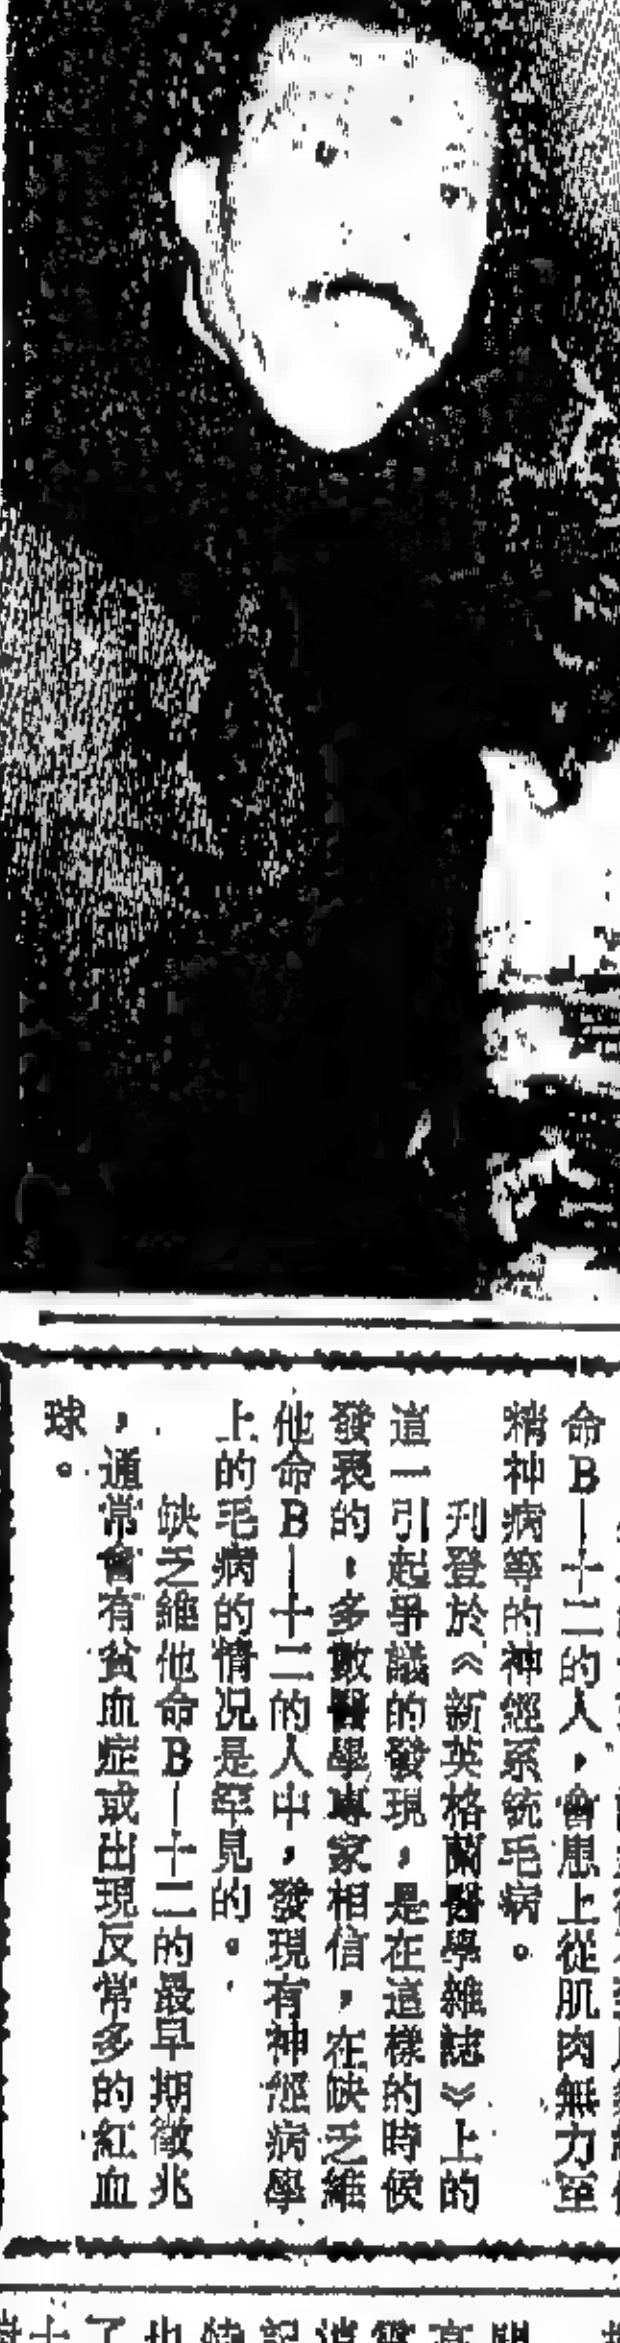 命B—十二的人，會患上從肌肉無力至
精神病等的神經系統毛病。
刋登於《新英格蘭醫學雜誌》上的
這一引起爭議的發現，是在這樣的時候
發表的：多數醫學專家相信，在缺乏維
他命B—十二的人中，發現有神經病學
上的毛病的情况是罕見的。
缺乏維他命B—十二的最早期徵兆
，通常會有貧血症或出現反常多的紅血
球。